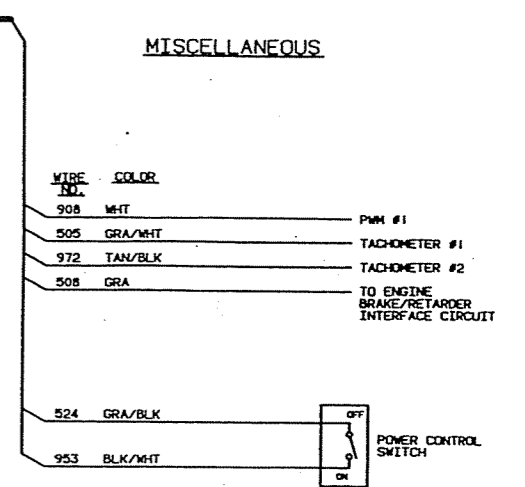 MISCELLANEOUS
WIRE NO. COLOR
908 WHT PWM #1
505 GRA/WHT TACHOMETER #1
972 TAN/BLK TACHOMETER #2
508 GRA TO ENGINE
BRAKE/RETARDER
INTERFACE CIRCUIT
524 GRA/BLK OFF
POWER CONTROL
SWITCH
953 BLK/WHT
ON